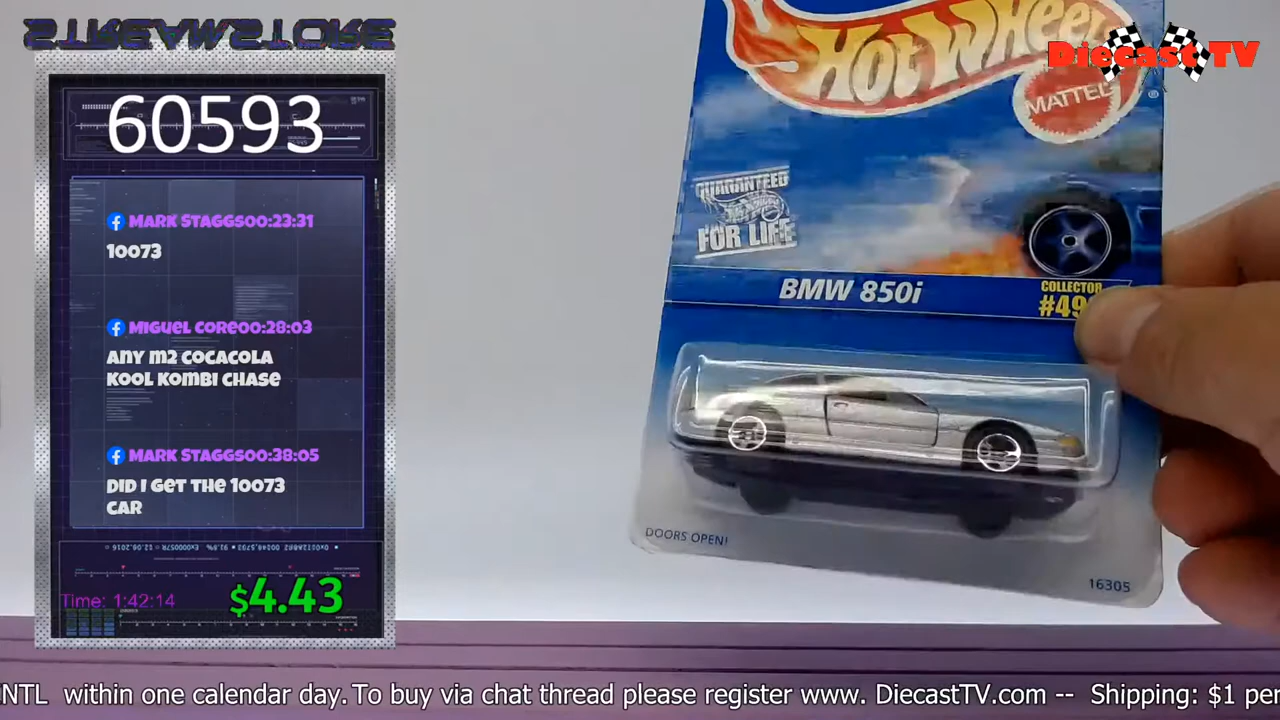 STREAMSTORE
60593
MARK STAGGS00:23:31
10073
MIGUEL CORE00:28:03
ANY M2 COCACOLA
KOOL KOMBI CHASE
MARK STAGGS00:38:05
DID I GET THE 10073
CAR
Time: 1:42:14
$4.43
Hot Wheels
MATTEL
Diecast TV
GUARANTEED
FOR LIFE
BMW 850i
COLLECTOR
DOORS OPEN!
16305
NTL within one calendar day. To buy via chat thread please register www. DiecastTV.com -- Shipping: $1 per